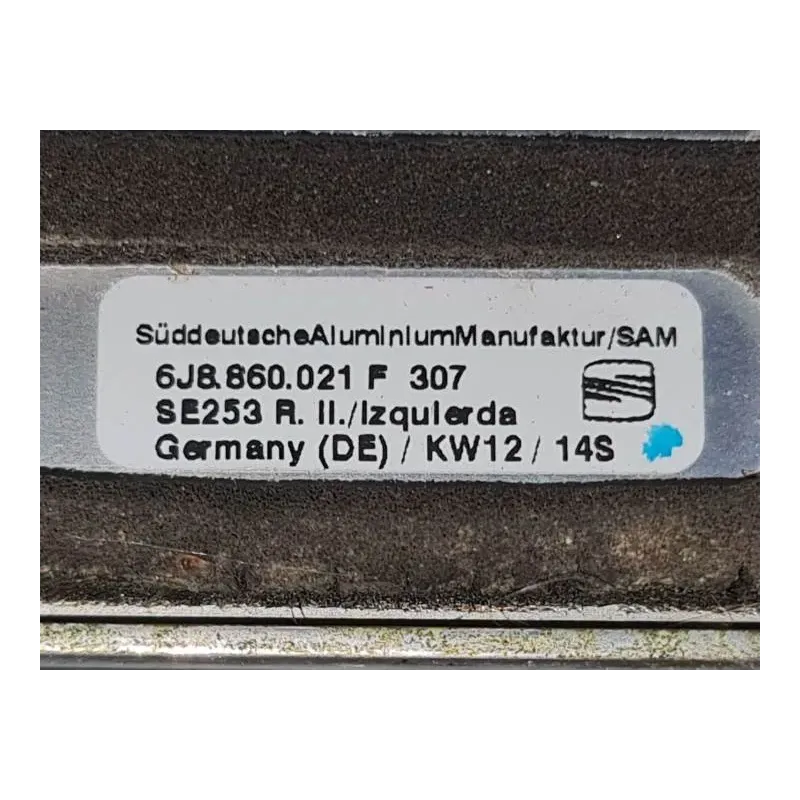 SüddeutscheAluminiumManufaktur/SAM
6J8.860.021 F 307
SE253 R. II./Izquierda
Germany (DE) / KW12 / 14S